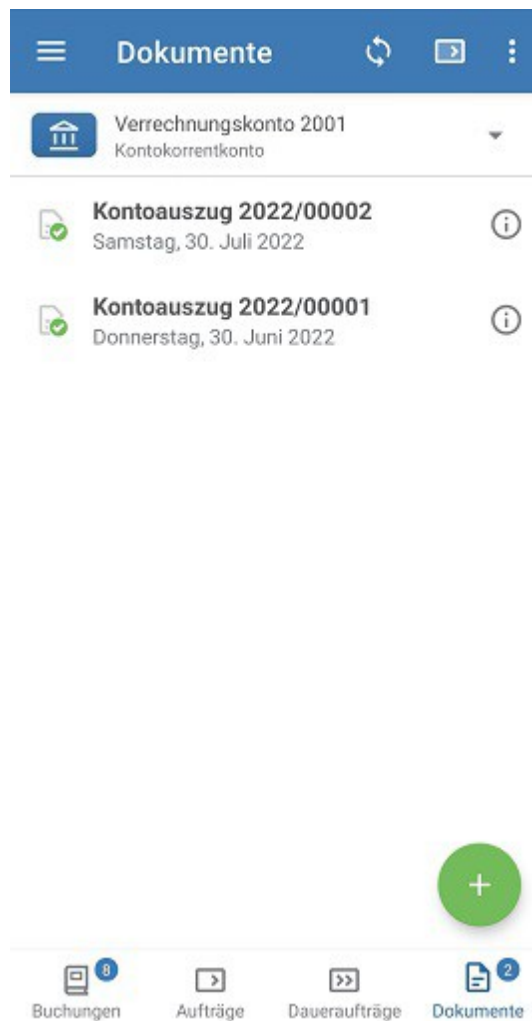 Dokumente
Verrechnungskonto 2001
Kontokorrentkonto
Kontoauszug 2022/00002
Samstag, 30. Juli 2022
Kontoauszug 2022/00001
Donnerstag, 30. Juni 2022
8
2
Buchungen Aufträge Daueraufträge Dokumente